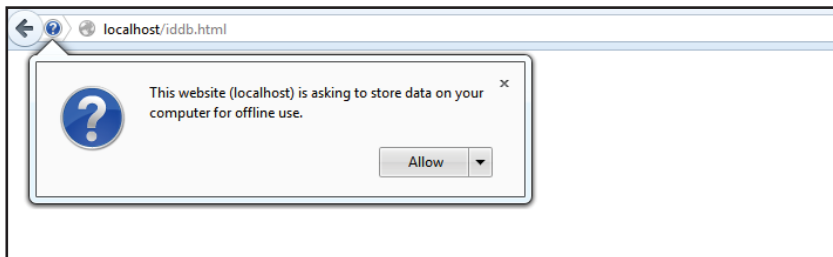 localhost/iddb.html
This website (localhost) is asking to store data on your
computer for offline use.
Allow